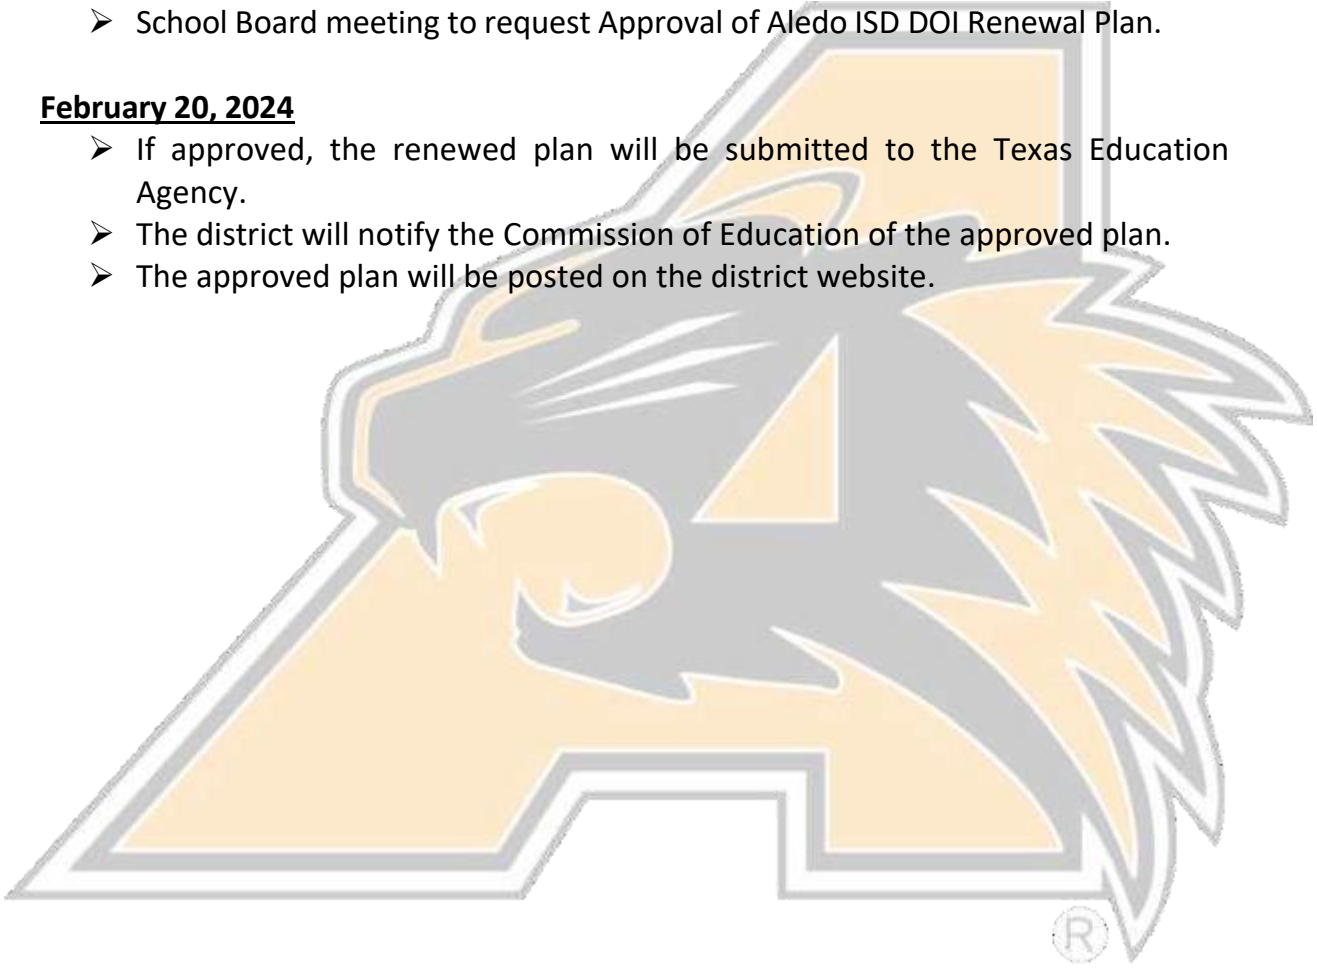 ➢ School Board meeting to request Approval of Aledo ISD DOI Renewal Plan.
February 20, 2024
➢ If approved, the renewed plan will be submitted to the Texas Education
Agency.
➢ The district will notify the Commission of Education of the approved plan.
➢ The approved plan will be posted on the district website.
®